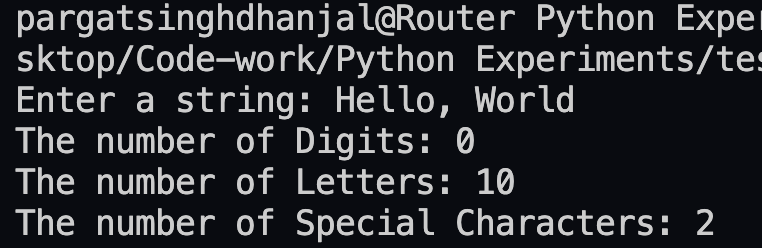 pargatsinghdhanjal@Router Python Exper
sktop/Code-work/Python Experiments/tes
Enter a string: Hello, World
The number of Digits: 0
The number of Letters: 10
The number of Special Characters: 2